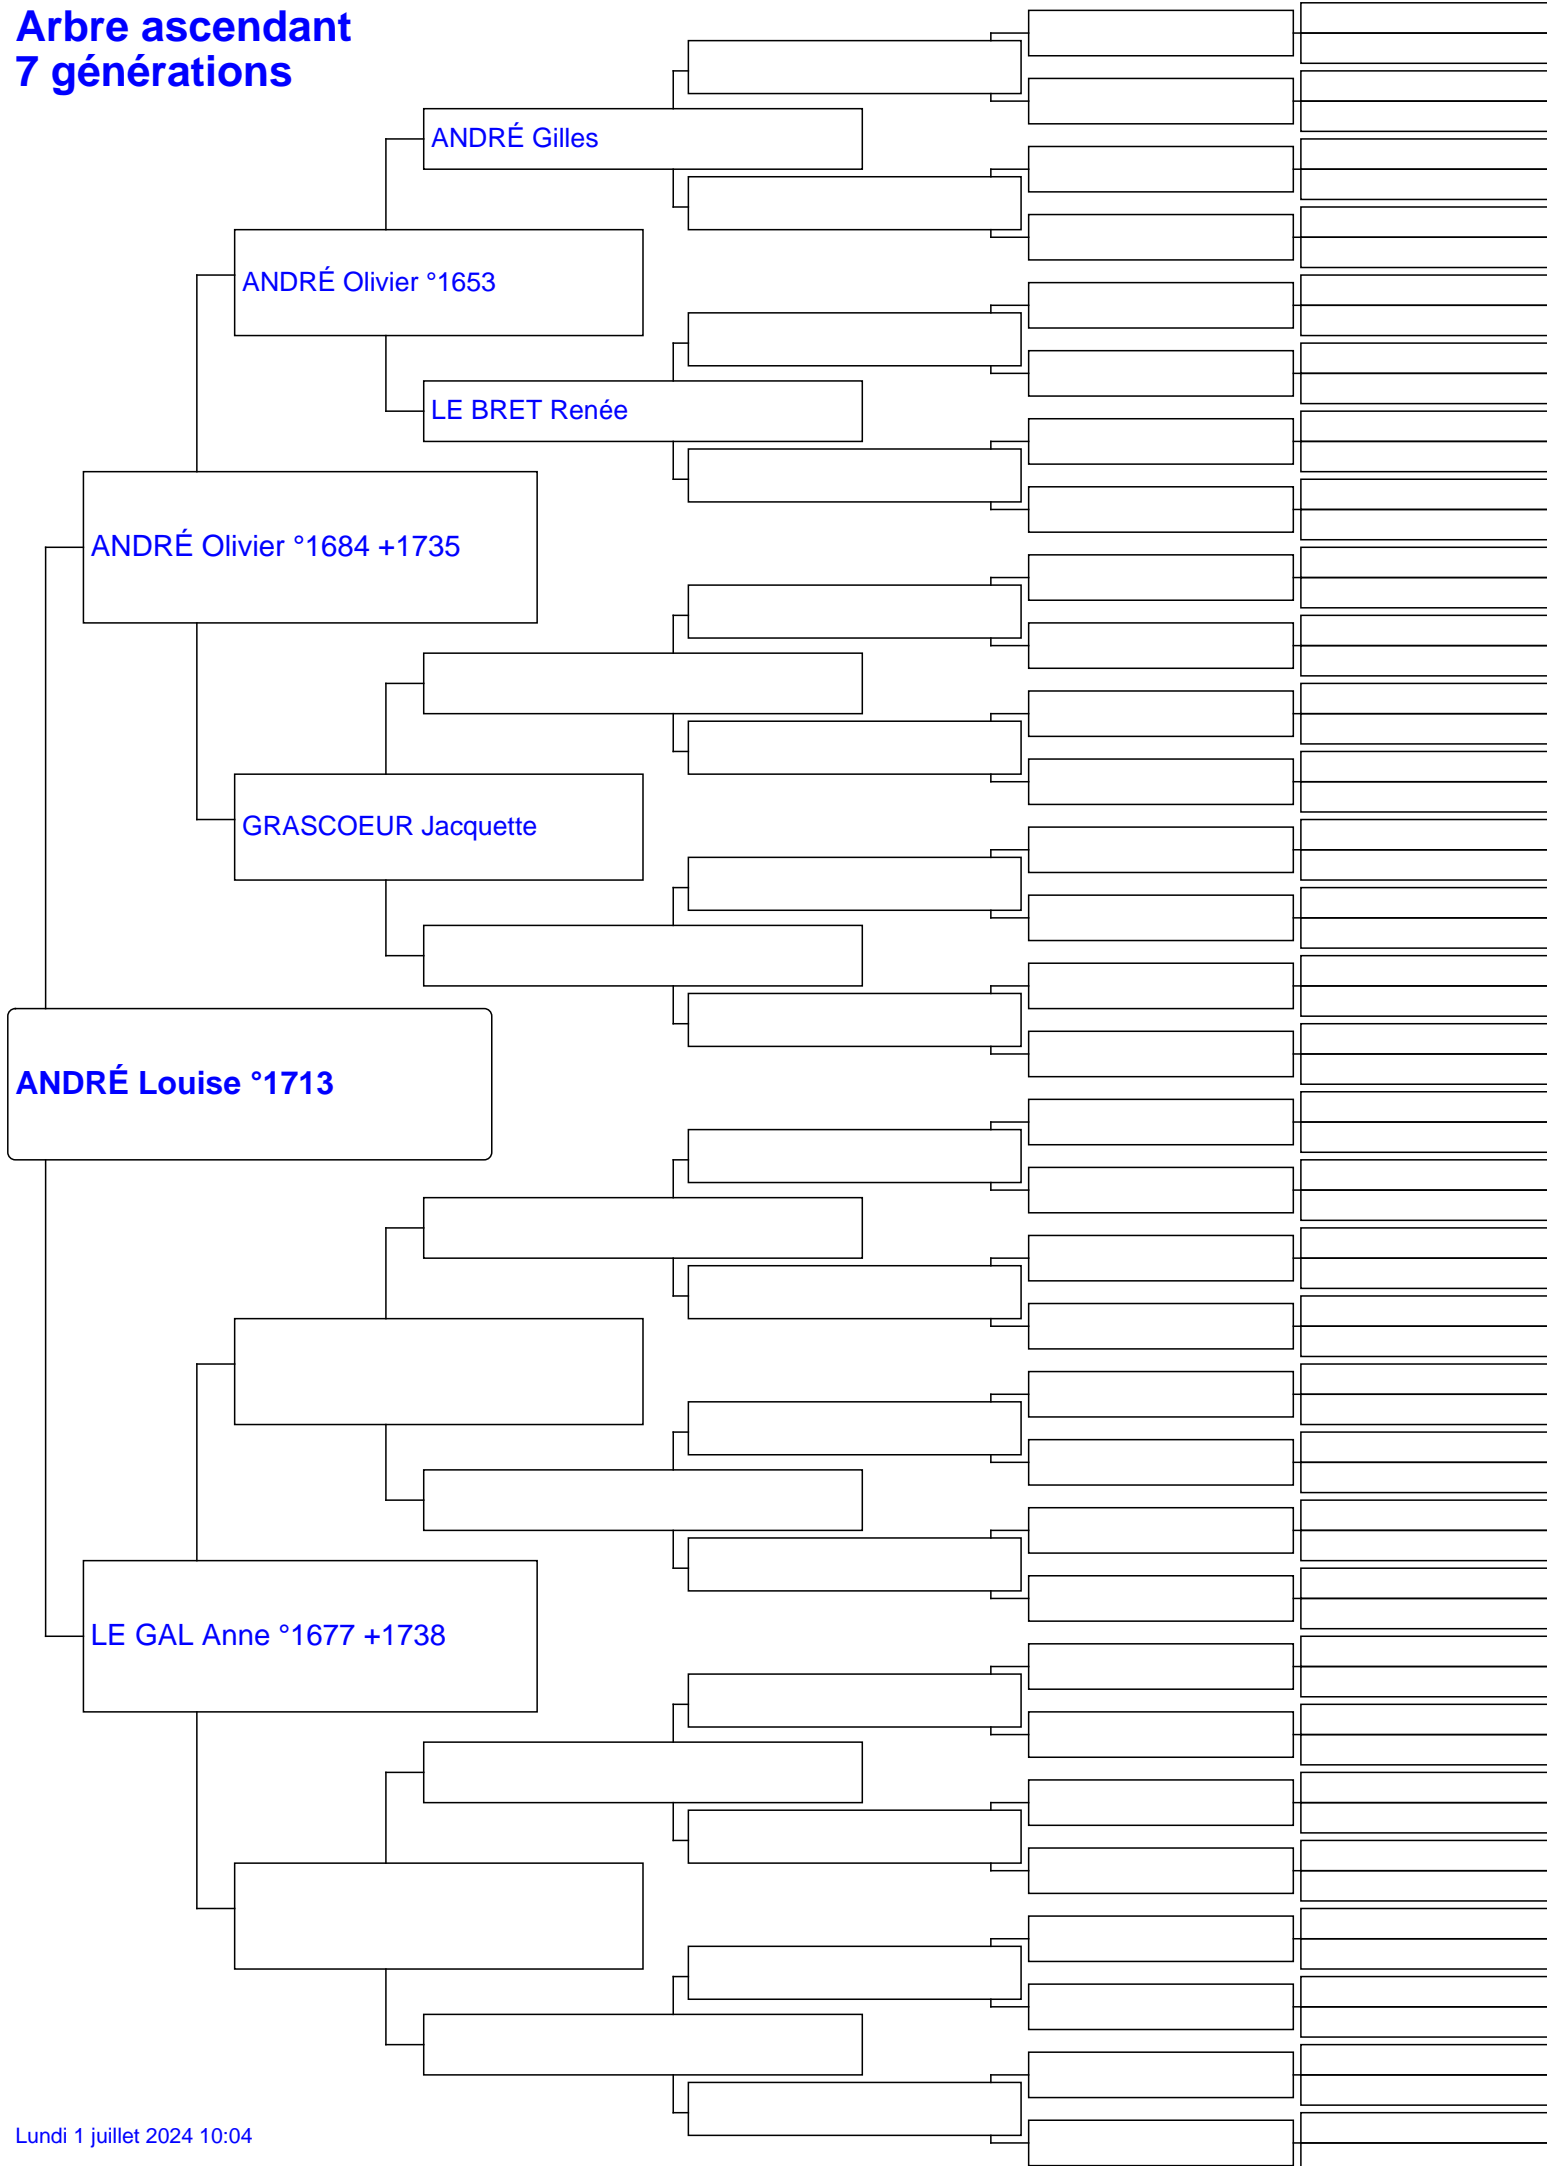 Arbre ascendant
7 générations
ANDRÉ Gilles
ANDRÉ Olivier °1653
LE BRET Renée
ANDRÉ Olivier °1684 +1735
GRASCOEUR Jacquette
ANDRÉ Louise °1713
LE GAL Anne °1677 +1738
Lundi 1 juillet 2024 10:04